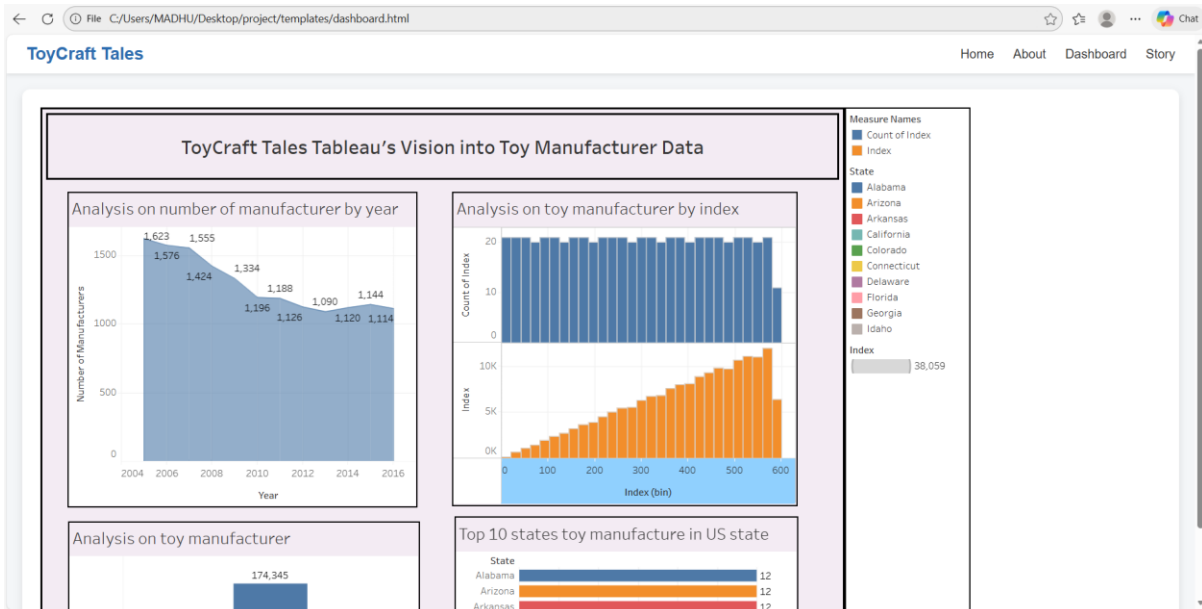 File C:/Users/MADHU/Desktop/project/templates/dashboard.html
Chat
ToyCraft Tales
Home About Dashboard Story
ToyCraft Tales Tableau's Vision into Toy Manufacturer Data
Analysis on number of manufacturer by year
1,623 1,555
1,576
1,424
1,334
1,196
1,188
1,126
1,090
1,120
1,144
1,114
Number of Manufacturers
1500
1000
500
0
2004 2006 2008 2010 2012 2014 2016
Year
Analysis on toy manufacturer by index
Count of Index
20
10
0
Index
10K
5K
0K
0 100 200 300 400 500 600
Index (bin)
Measure Names
Count of Index
Index
State
Alabama
Arizona
Arkansas
California
Colorado
Connecticut
Delaware
Florida
Georgia
Idaho
Index
38,059
Analysis on toy manufacturer
174,345
Top 10 states toy manufacture in US state
State
Alabama 12
Arizona 12
Arkansas 12